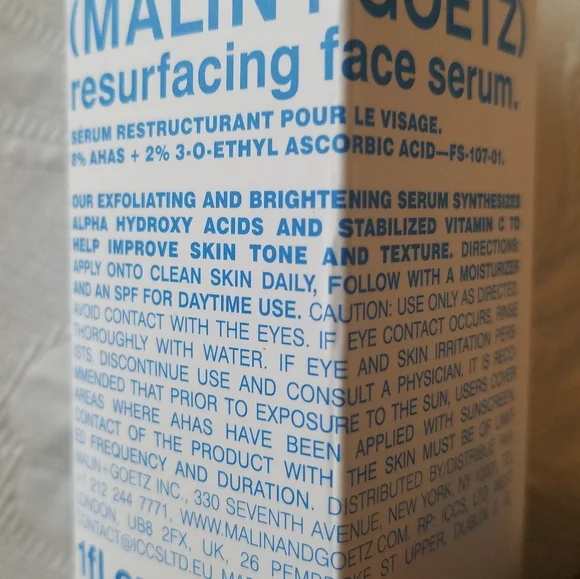 (MALIN+GOETZ)
resurfacing face serum.
SÉRUM RESTRUCTURANT POUR LE VISAGE.
8% AHAS + 2% 3-O-ETHYL ASCORBIC ACID—FS-107-01.
OUR EXFOLIATING AND BRIGHTENING SERUM SYNTHESIZES
ALPHA HYDROXY ACIDS AND STABILIZED VITAMIN C TO
HELP IMPROVE SKIN TONE AND TEXTURE. DIRECTIONS:
APPLY ONTO CLEAN SKIN DAILY, FOLLOW WITH A MOISTURIZER
AND AN SPF FOR DAYTIME USE. CAUTION: USE ONLY AS DIRECTED.
AVOID CONTACT WITH THE EYES. IF EYE CONTACT OCCURS, RINSE
THOROUGHLY WITH WATER. IF EYE AND SKIN IRRITATION PERS-
ISTS, DISCONTINUE USE AND CONSULT A PHYSICIAN. IT IS RECO-
MMENDED THAT PRIOR TO EXPOSURE TO THE SUN, USERS COVER
AREAS WHERE AHAS HAVE BEEN APPLIED WITH SUNSCREEN.
CONTACT OF THE PRODUCT WITH THE SKIN MUST BE OF LIMIT-
ED FREQUENCY AND DURATION. DISTRIBUTED BY/DISTRIBUÉ PAR
MALIN+GOETZ INC., 330 SEVENTH AVENUE, NEW YORK, NY 10001, TEL
+1 212 244 7771, WWW.MALINANDGOETZ.COM. RP: ICCS LTD
LONDON, UB8 2FX, UK, 26 ST UPPER, DUBLIN 2
CONTACT@ICCSLTD.EU
1fl